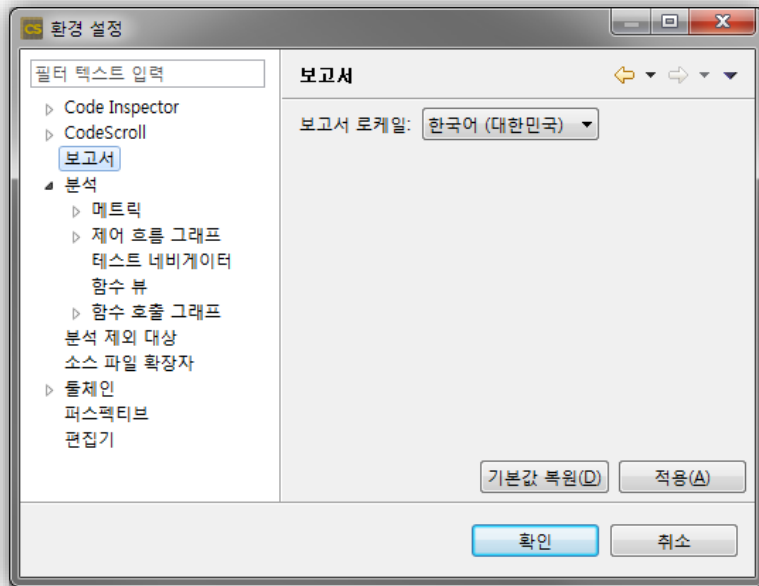 CS 환경 설정
필터 텍스트 입력
Code Inspector
CodeScroll
보고서
분석
메트릭
제어 흐름 그래프
테스트 네비게이터
함수 뷰
함수 호출 그래프
분석 제외 대상
소스 파일 확장자
툴체인
퍼스펙티브
편집기
보고서
보고서 로케일: 한국어 (대한민국)
기본값 복원(D) 적용(A)
확인 취소